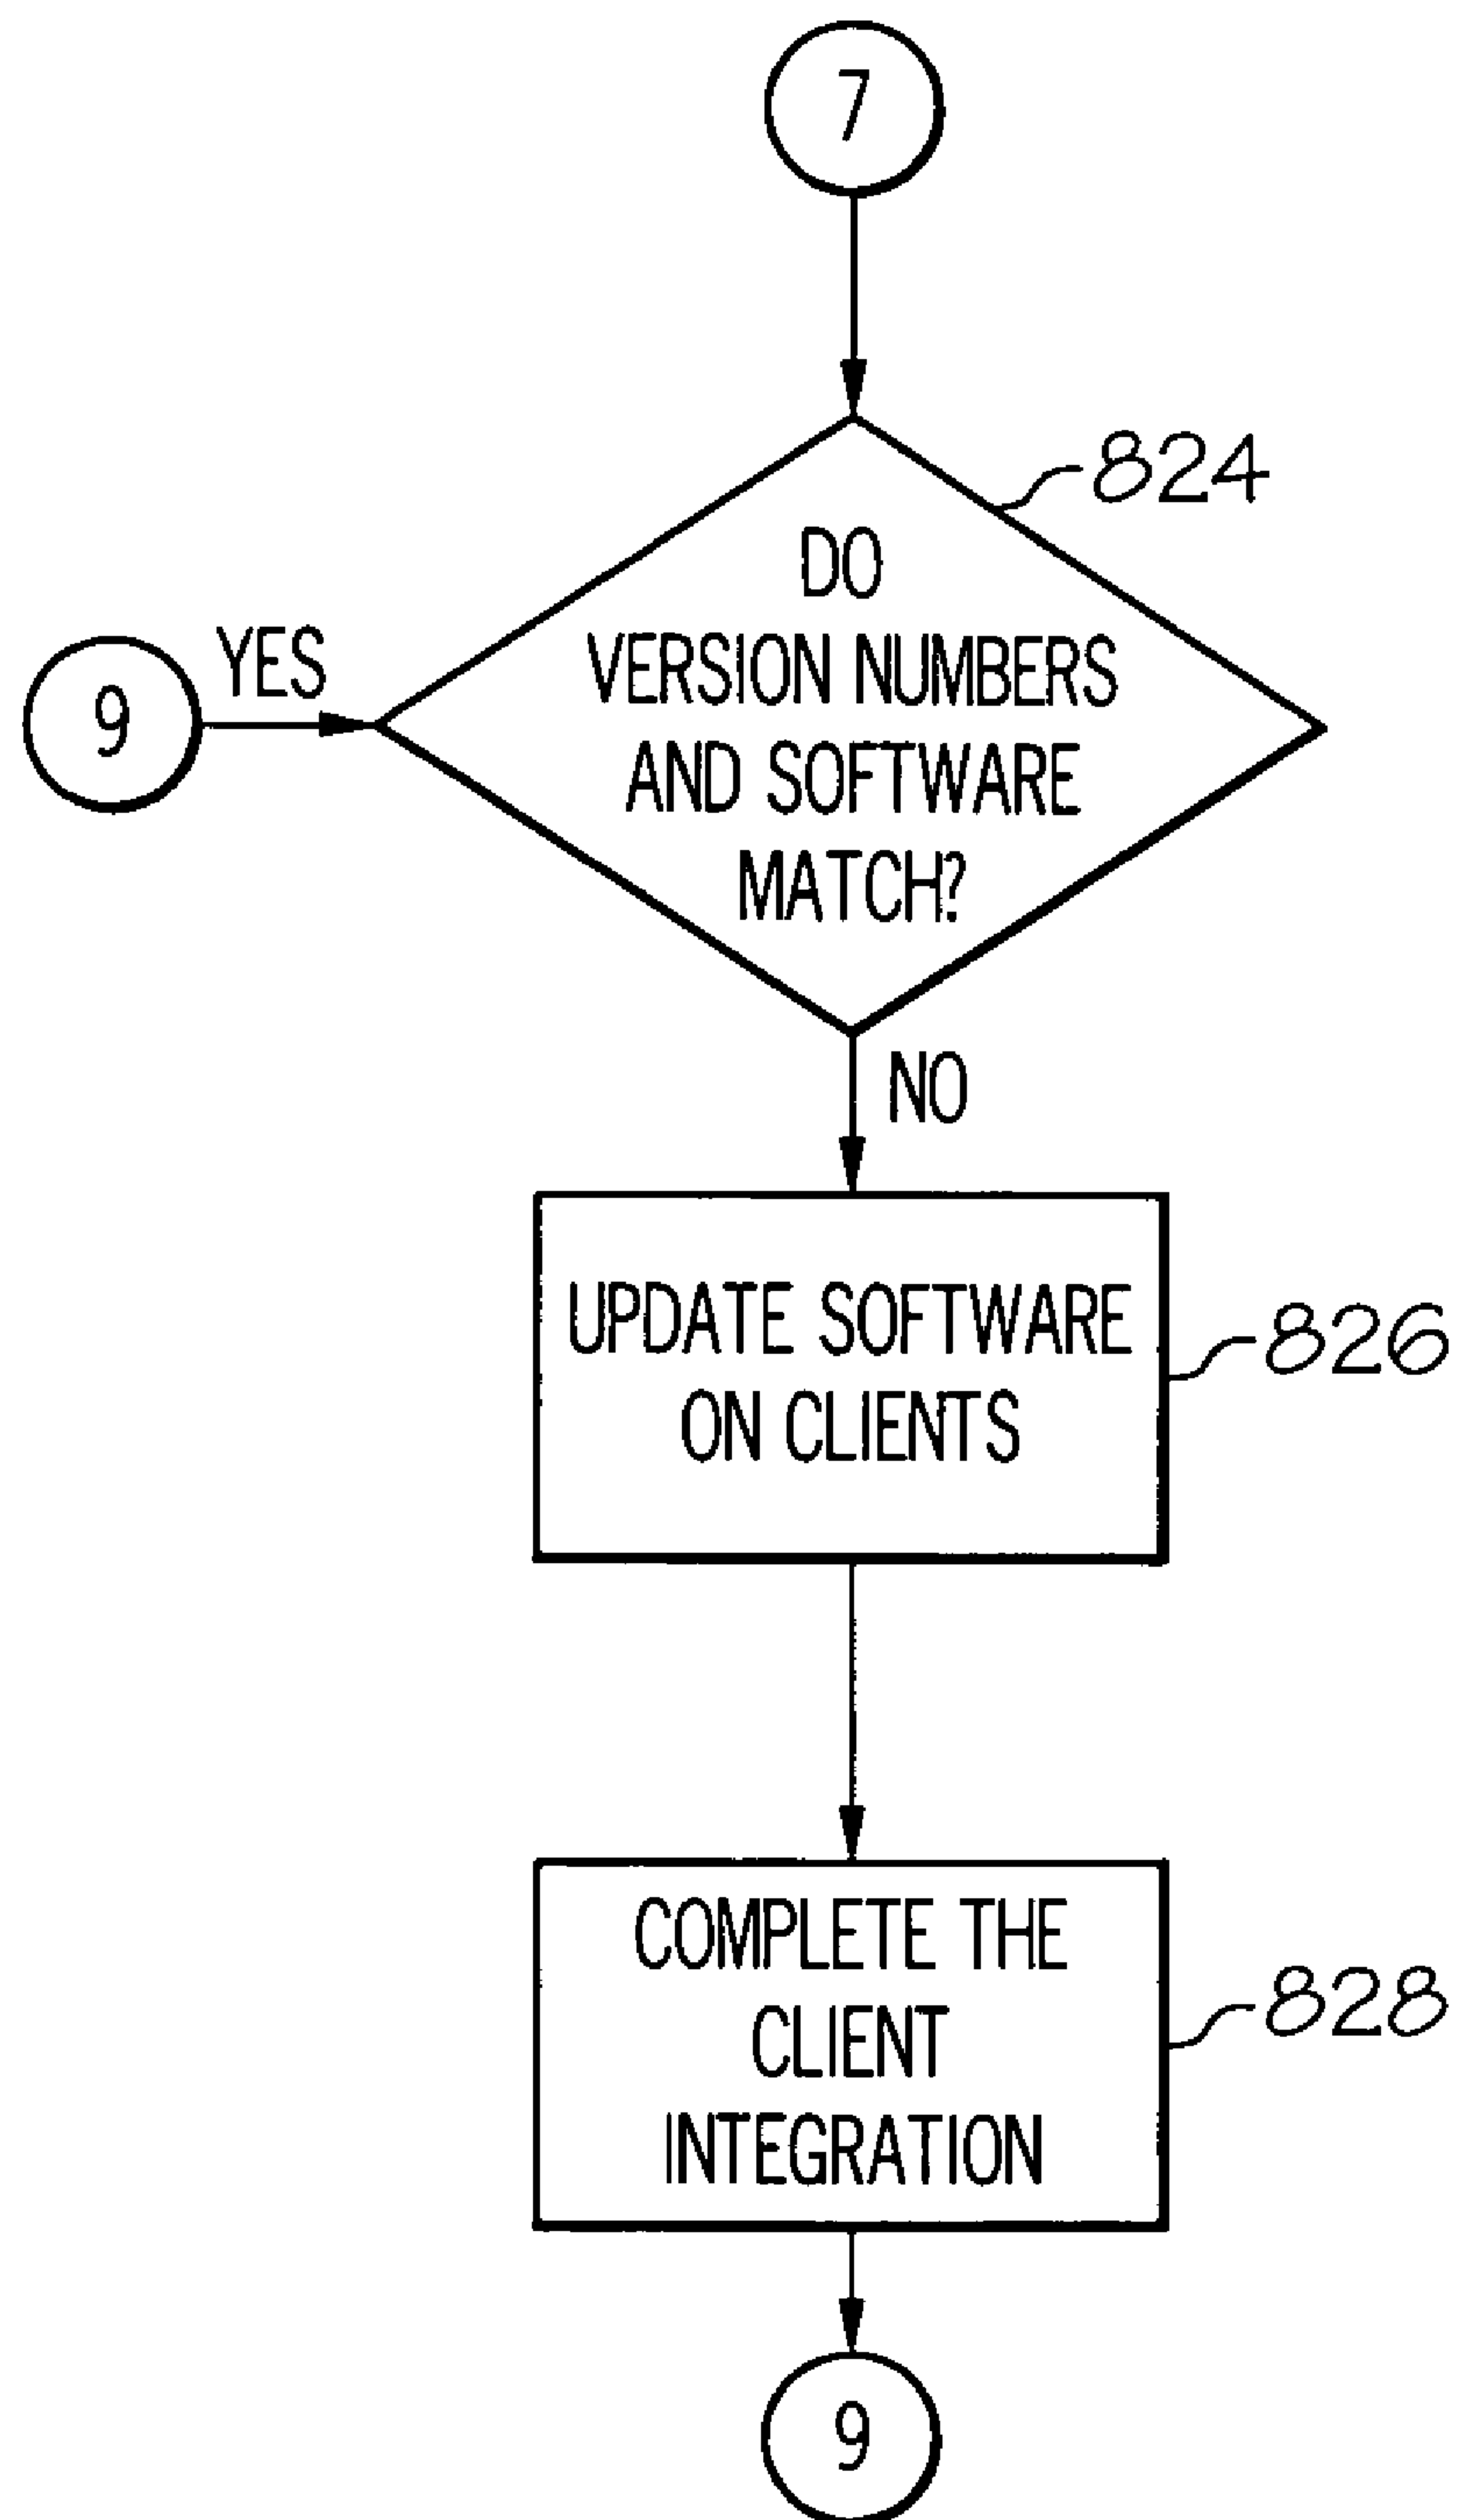 7
824
DO
VERSION NUMBERS
AND SOFTWARE
MATCH?
YES
9
NO
UPDATE SOFTWARE
ON CLIENTS
826
COMPLETE THE
CLIENT
INTEGRATION
828
9